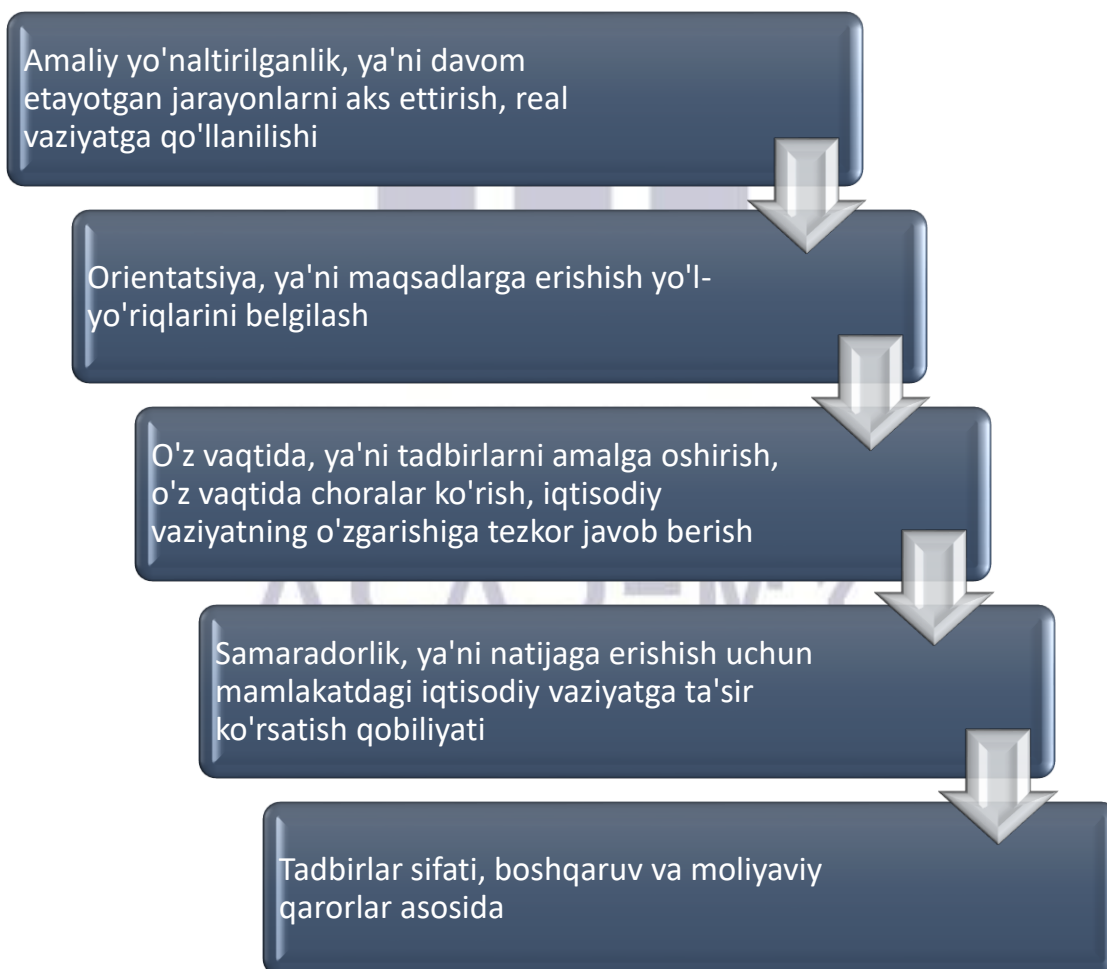 Amaliy yo'naltirilganlik, ya'ni davom
etayotgan jarayonlarni aks ettirish, real
vaziyatga qo'llanilishi
Orientatsiya, ya'ni maqsadlarga erishish yo'l-
yo'riqlarini belgilash
O'z vaqtida, ya'ni tadbirlarni amalga oshirish,
o'z vaqtida choralar ko'rish, iqtisodiy
vaziyatning o'zgarishiga tezkor javob berish
Samaradorlik, ya'ni natijaga erishish uchun
mamlakatdagi iqtisodiy vaziyatga ta'sir
ko'rsatish qobiliyati
Tadbirlar sifati, boshqaruv va moliyaviy
qarorlar asosida